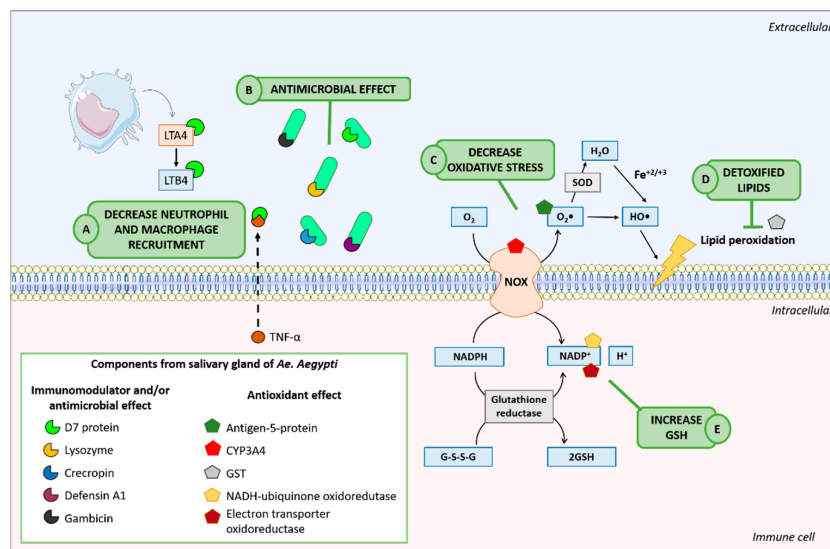 Extracellular
B
ANTIMICROBIAL EFFECT
LTA4
LTB4
C
DECREASE
OXIDATIVE STRESS
H₂O
SOD
Fe⁺²/⁺³
D
DETOXIFIED
LIPIDS
A
DECREASE NEUTROPHIL
AND MACROPHAGE
RECRUITMENT
O₂
O₂•
HO•
Lipid peroxidation
NOX
Intracellular
TNF-α
NADPH
NADP⁺
H⁺
Glutathione
reductase
G-S-S-G
2GSH
INCREASE
GSH
E
Components from salivary gland of Ae. Aegypti
Immunomodulator and/or
antimicrobial effect
D7 protein
Lysozyme
Crecropin
Defensin A1
Gambicin
Antioxidant effect
Antigen-5-protein
CYP3A4
GST
NADH-ubiquinone oxidoredutase
Electron transporter
oxidoreductase
Immune cell